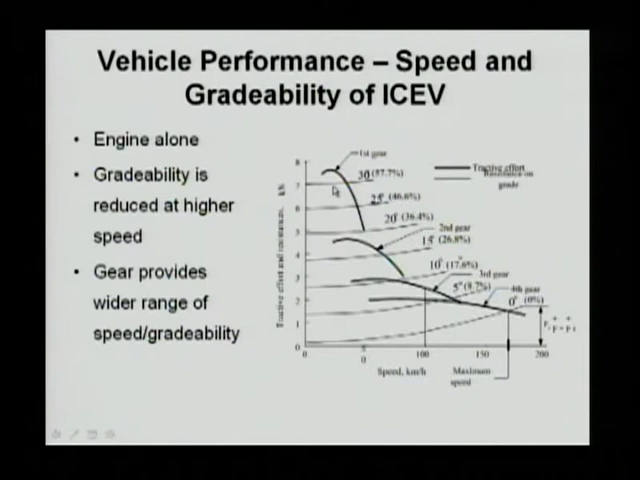 Vehicle Performance – Speed and
Gradeability of ICEV
• Engine alone
• Gradeability is
reduced at higher
speed
• Gear provides
wider range of
speed/gradeability
1st gear
Tractive effort
Resistance on
grade
30 (57.7%)
25° (46.6%)
20° (36.4%)
2nd gear
15° (26.8%)
10° (17.6%)
3rd gear
5° (8.7%)
4th gear
0° (0%)
Tractive effort and resistance, kN
8
7
6
5
4
3
2
1
0
0
0
100
150
200
Speed, km/h
Maximum
speed